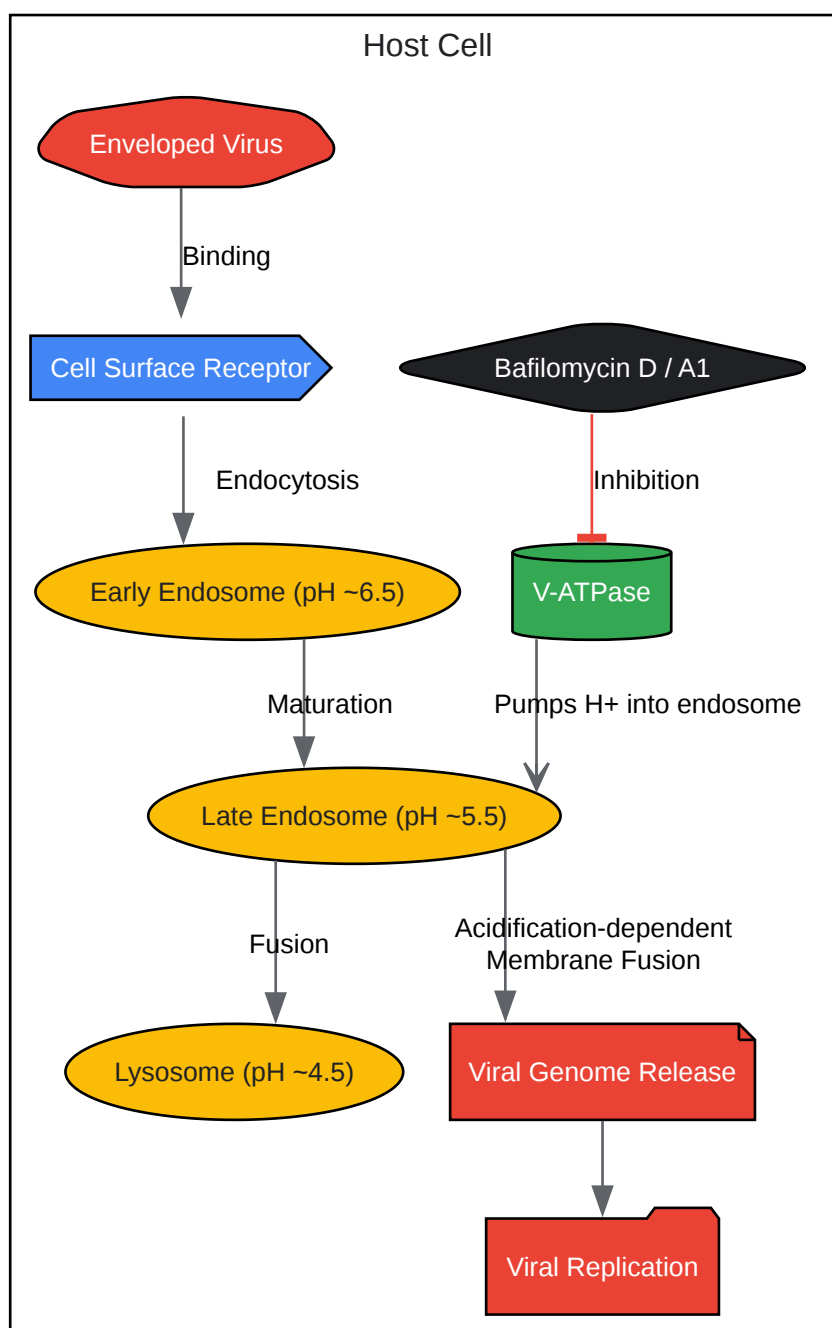 Host Cell
Enveloped Virus
Binding
Cell Surface Receptor
Bafilomycin D / A1
Endocytosis
Inhibition
Early Endosome (pH ~6.5)
V-ATPase
Maturation
Pumps H+ into endosome
Late Endosome (pH ~5.5)
Fusion
Acidification-dependent
Membrane Fusion
Lysosome (pH ~4.5)
Viral Genome Release
Viral Replication